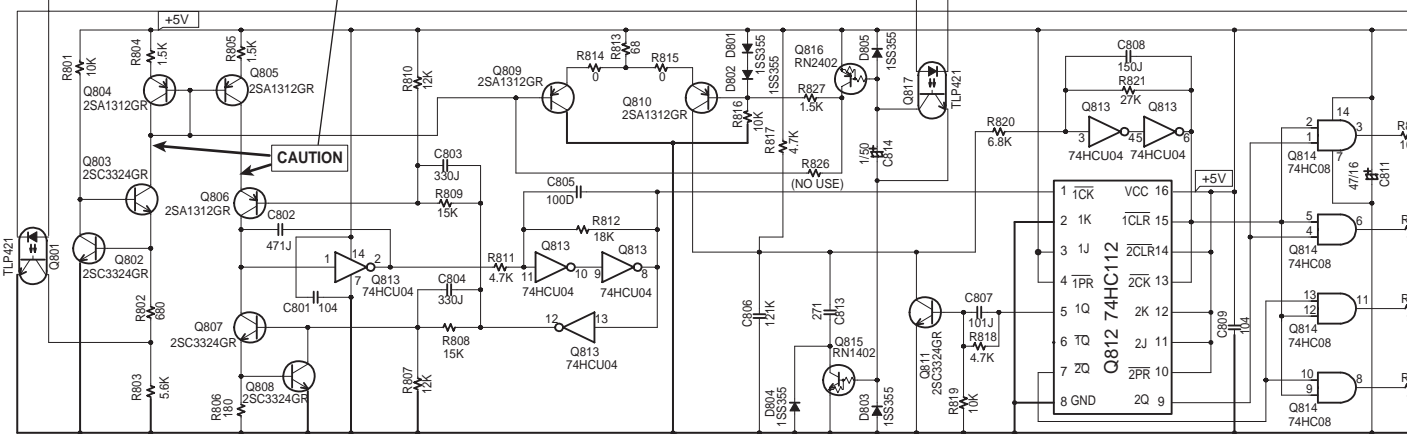 +5V
R801
10K
R804
1.5K
R805
1.5K
Q804
2SA1312GR
Q805
2SA1312GR
CAUTION
Q803
2SC3324GR
Q802
2SC3324GR
TLP421
Q801
R802
680
R803
5.6K
Q806
2SA1312GR
C802
471J
C801
104
1
14
2
7
Q813
74HCU04
Q807
2SC3324GR
Q808
2SC3324GR
R806
180
R810
12K
C803
330J
R809
15K
C804
330J
R808
15K
R807
12K
R811
4.7K
C805
100D
R812
18K
Q813
11
10
74HCU04
Q813
9
8
74HCU04
12
13
Q813
74HCU04
Q809
2SA1312GR
R814
0
R813
68
R815
0
Q810
2SA1312GR
D801
1SS355
D802
1SS355
R816
10K
R817
4.7K
R827
1.5K
R826
(NO USE)
Q816
RN2402
D805
1SS355
1/50
C814
Q817
TLP421
C806
121K
271
C813
D804
1SS355
Q815
RN1402
D803
1SS355
Q811
2SC3324GR
C807
101J
R818
4.7K
R819
10K
R820
6.8K
C808
150J
R821
27K
Q813
3
4
74HCU04
Q813
5
6
74HCU04
Q812 74HC112
1 1CK
2 1K
3 1J
4 1PR
5 1Q
6 1Q
7 2Q
8 GND
VCC 16
1CLR 15
2CLR 14
2CK 13
2K 12
2J 11
2PR 10
2Q 9
+5V
C809
104
14
2
1
3
7
Q814
74HC08
47/16
C811
5
4
6
Q814
74HC08
13
12
11
Q814
74HC08
10
9
8
Q814
74HC08